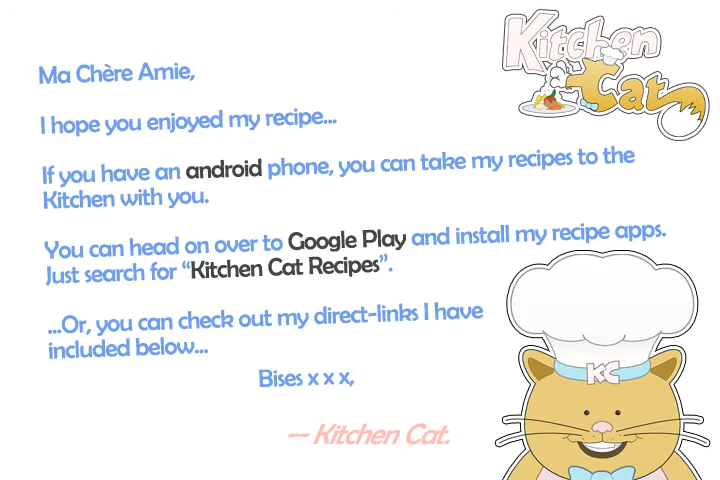 Kitchen
Cat
Ma Chère Amie,
I hope you enjoyed my recipe...
If you have an android phone, you can take my recipes to the
Kitchen with you.
You can head on over to Google Play and install my recipe apps.
Just search for “Kitchen Cat Recipes”.
...Or, you can check out my direct-links I have
included below...
Bises x x x,
-- Kitchen Cat.
KC